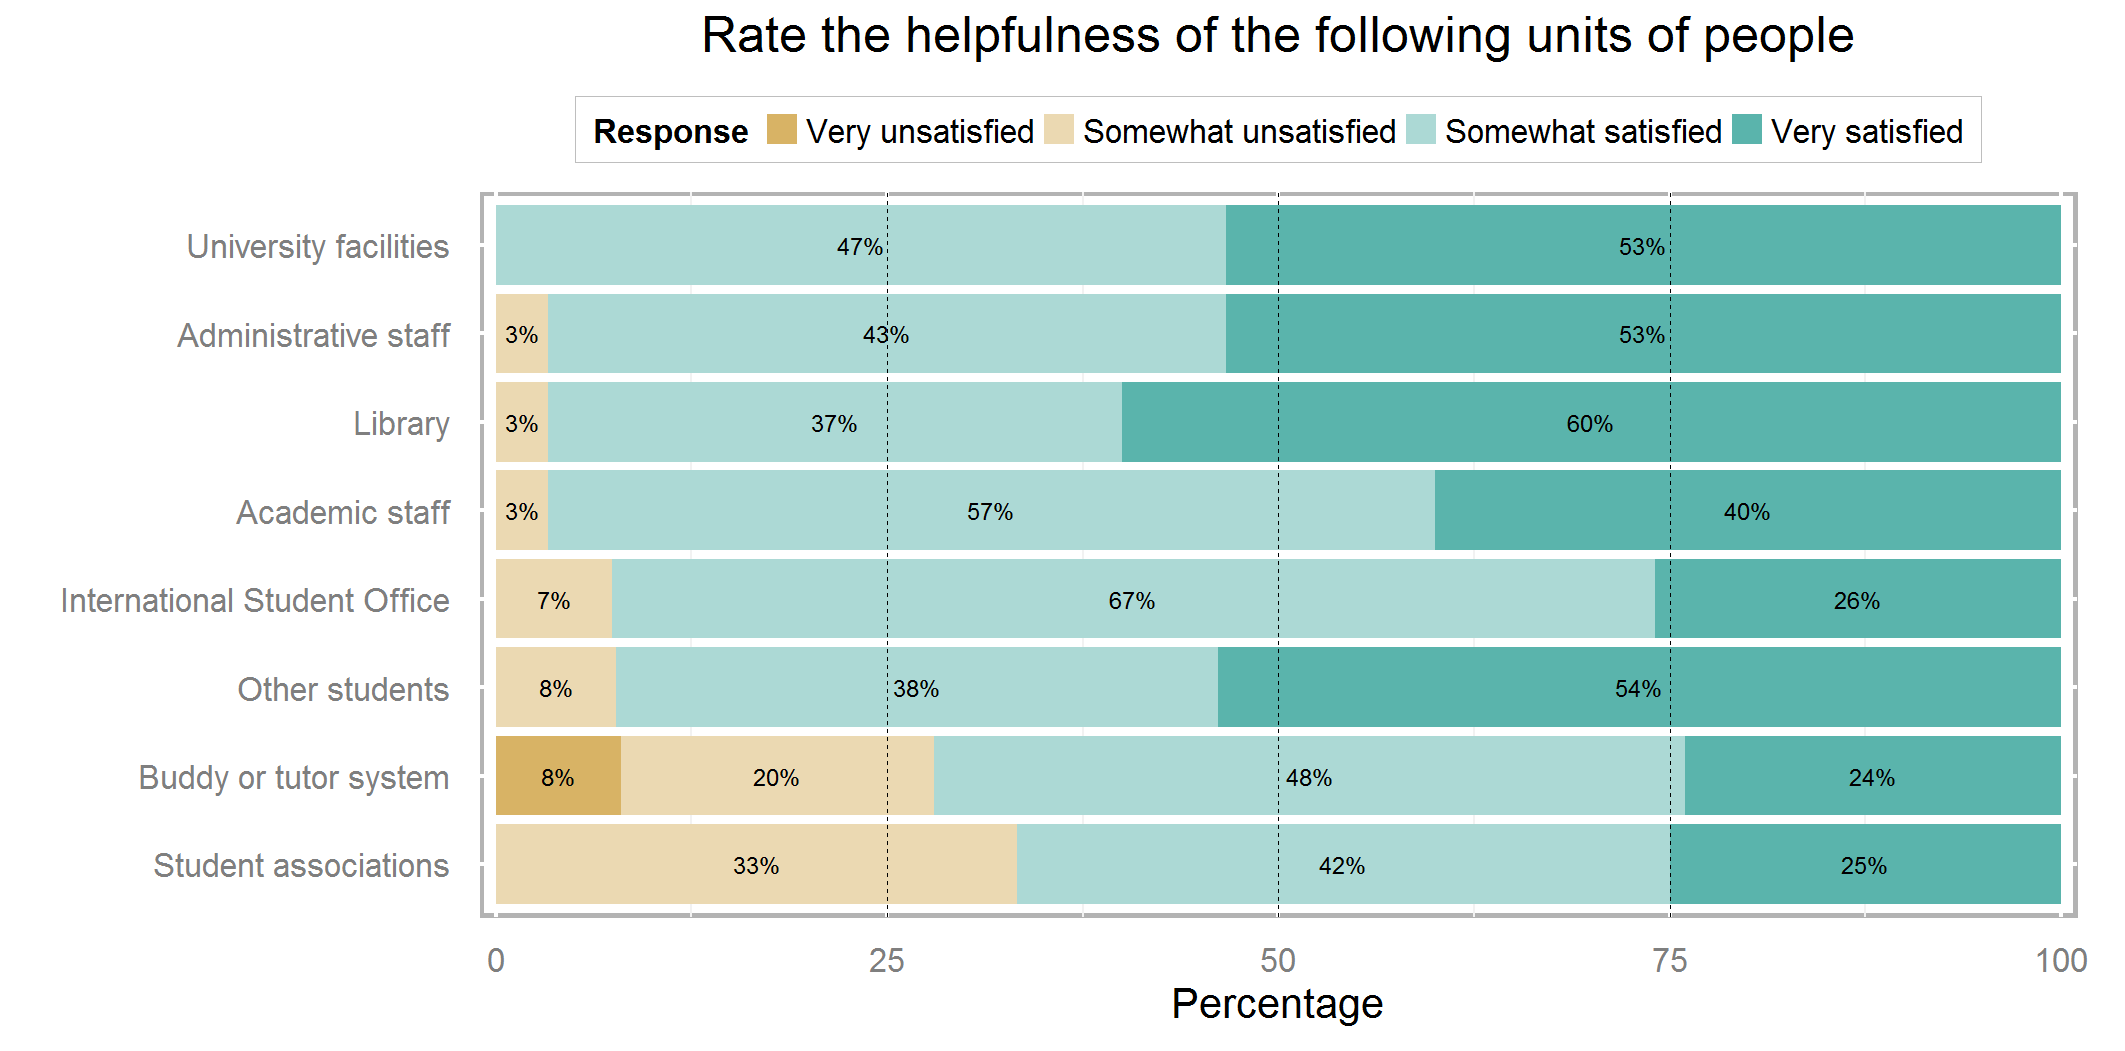 Rate the helpfulness of the following units of people
Response Very unsatisfied Somewhat unsatisfied Somewhat satisfied Very satisfied
University facilities 47% 53%
Administrative staff 3% 43% 53%
Library 3% 37% 60%
Academic staff 3% 57% 40%
International Student Office 7% 67% 26%
Other students 8% 38% 54%
Buddy or tutor system 8% 20% 48% 24%
Student associations 33% 42% 25%
0 25 50 75 100
Percentage